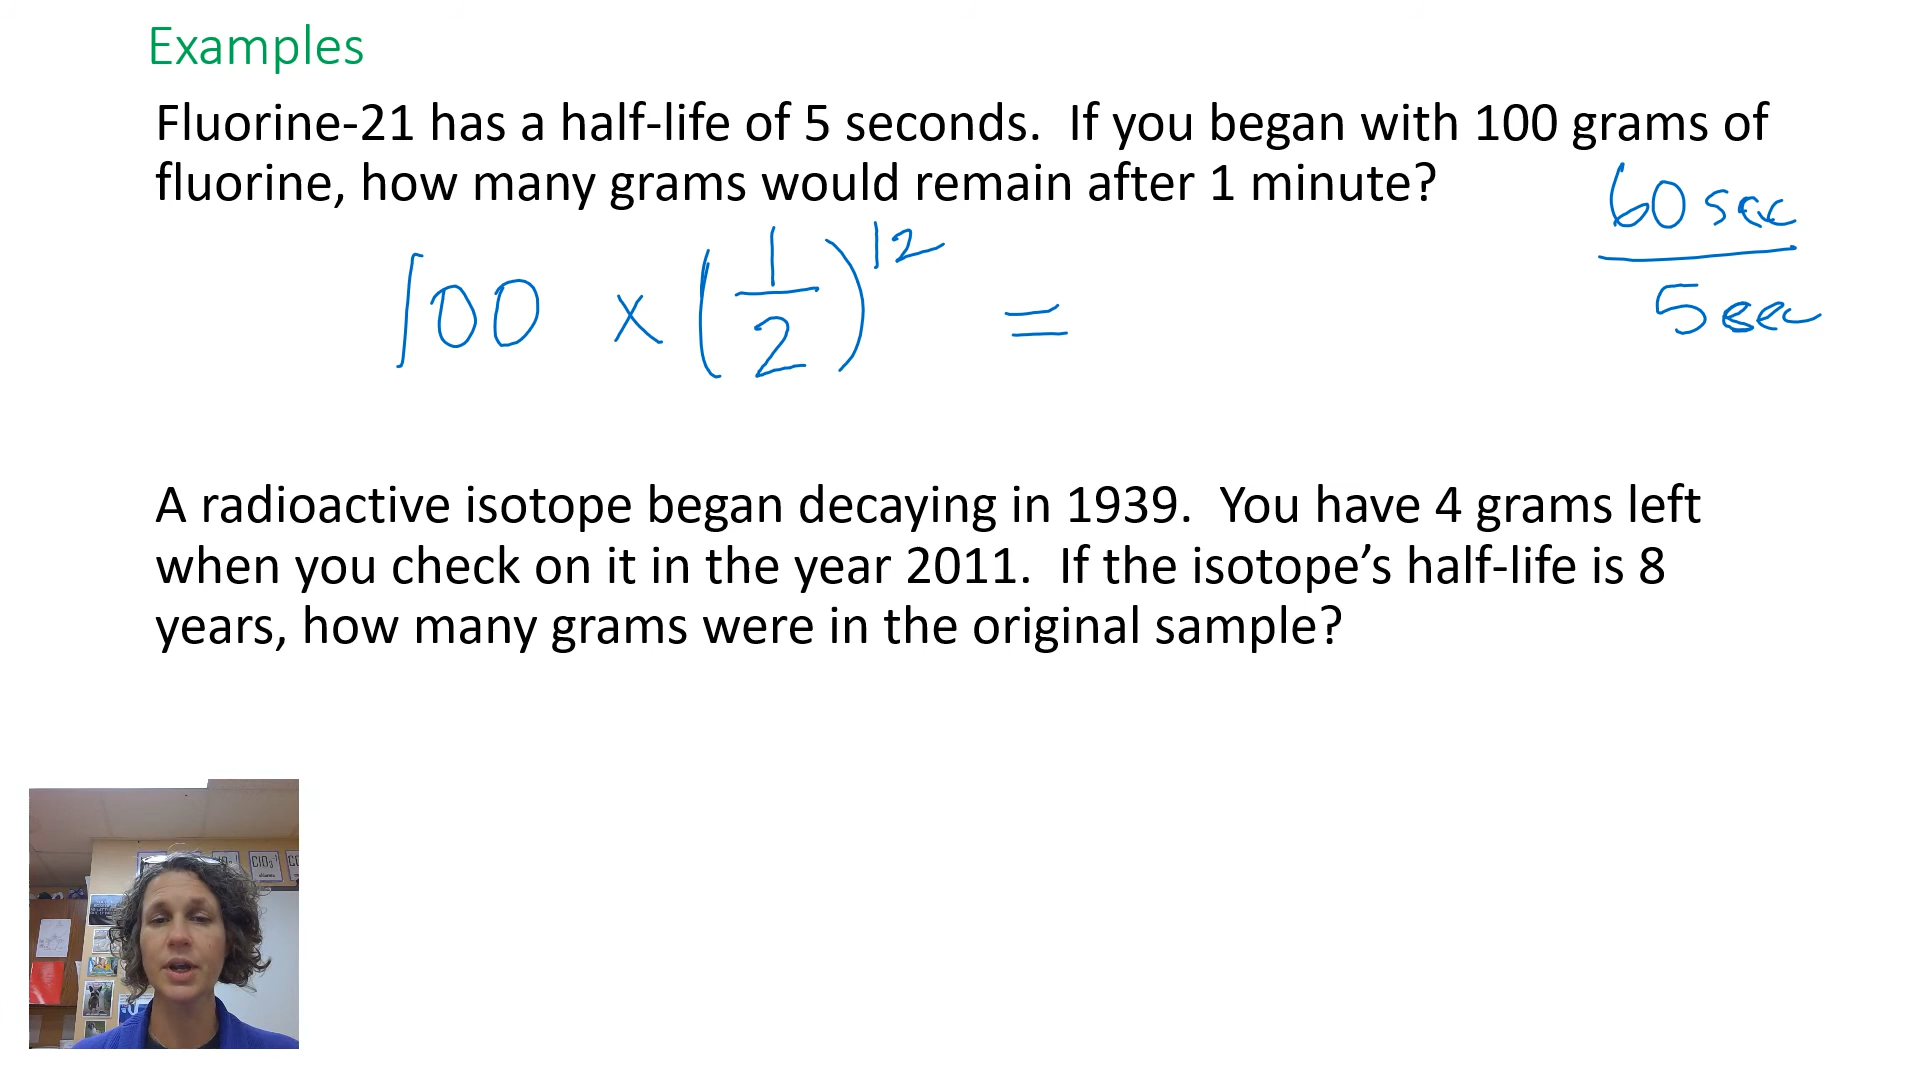 Examples
Fluorine-21 has a half-life of 5 seconds. If you began with 100 grams of
fluorine, how many grams would remain after 1 minute?
60 sec
5 sec
100 x (1/2)^12 =
A radioactive isotope began decaying in 1939. You have 4 grams left
when you check on it in the year 2011. If the isotope’s half-life is 8
years, how many grams were in the original sample?